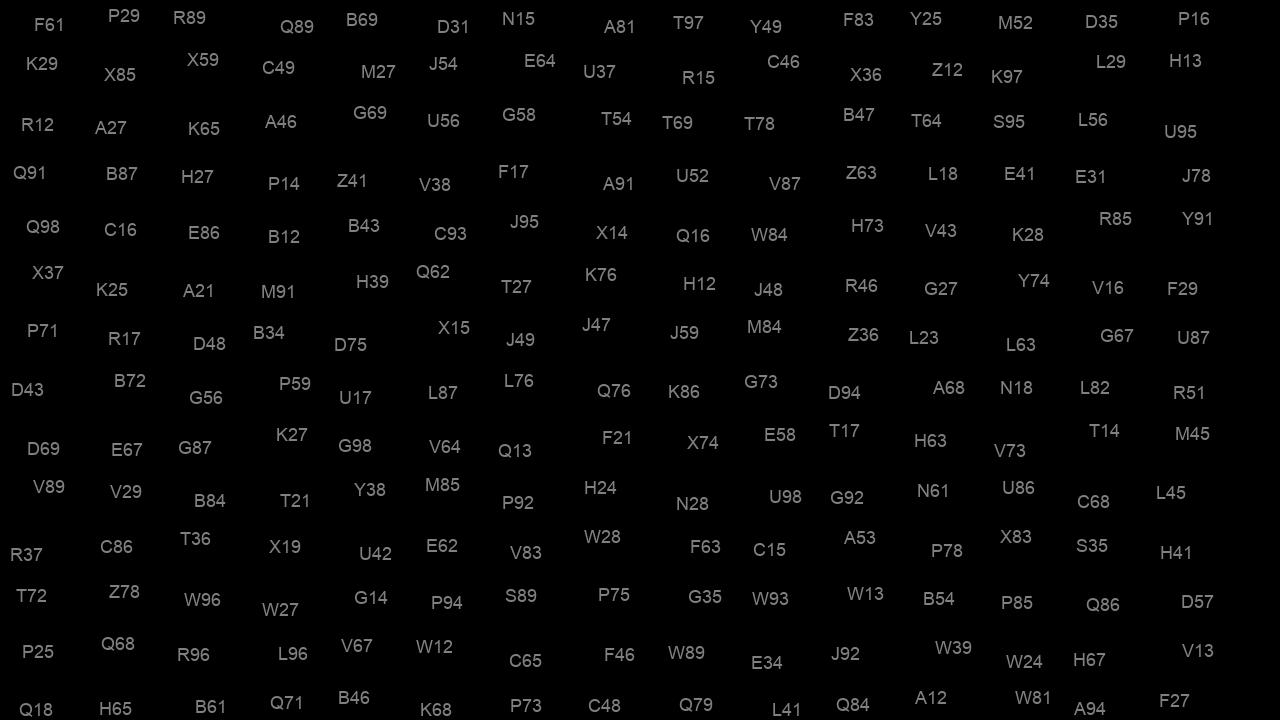 F61 P29 R89 Q89 B69 D31 N15 A81 T97 Y49 F83 Y25 M52 D35 P16
K29 X85 X59 C49 M27 J54 E64 U37 R15 C46 X36 Z12 K97 L29 H13
R12 A27 K65 A46 G69 U56 G58 T54 T69 T78 B47 T64 S95 L56 U95
Q91 B87 H27 P14 Z41 V38 F17 A91 U52 V87 Z63 L18 E41 E31 J78
Q98 C16 E86 B12 B43 C93 J95 X14 Q16 W84 H73 V43 K28 R85 Y91
X37 K25 A21 M91 H39 Q62 T27 K76 H12 J48 R46 G27 Y74 V16 F29
P71 R17 D48 B34 D75 X15 J49 J47 J59 M84 Z36 L23 L63 G67 U87
D43 B72 G56 P59 U17 L87 L76 Q76 K86 G73 D94 A68 N18 L82 R51
D69 E67 G87 K27 G98 V64 Q13 F21 X74 E58 T17 H63 V73 T14 M45
V89 V29 B84 T21 Y38 M85 P92 H24 N28 U98 G92 N61 U86 C68 L45
R37 C86 T36 X19 U42 E62 V83 W28 F63 C15 A53 P78 X83 S35 H41
T72 Z78 W96 W27 G14 P94 S89 P75 G35 W93 W13 B54 P85 Q86 D57
P25 Q68 R96 L96 V67 W12 C65 F46 W89 E34 J92 W39 W24 H67 V13
Q18 H65 B61 Q71 B46 K68 P73 C48 Q79 L41 Q84 A12 W81 A94 F27